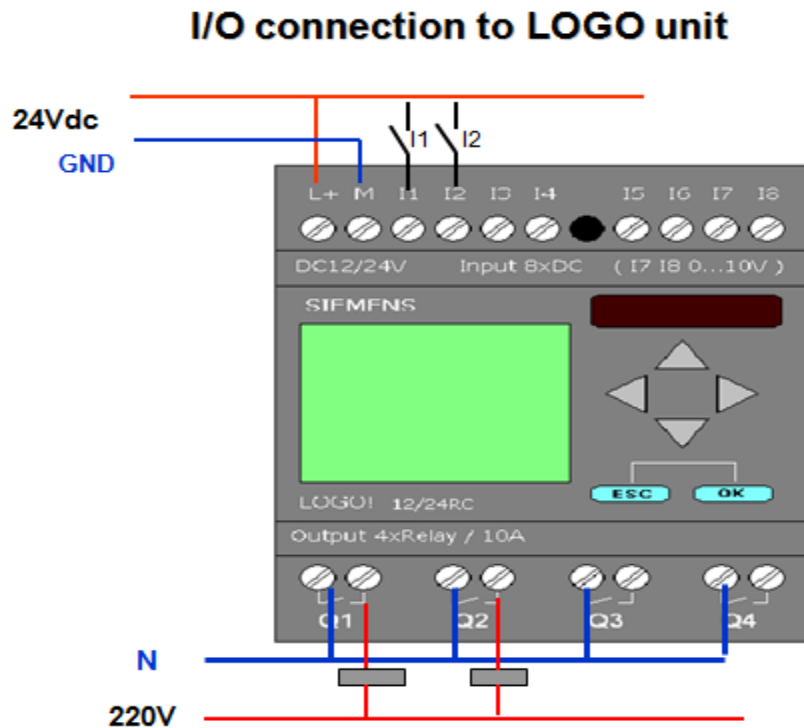 I/O connection to LOGO unit
24Vdc
I1 I2
GND
L+ M I1 I2 I3 I4 I5 I6 I7 I8
DC12/24V Input 8xDC ( I7 I8 0...10V )
SIEMENS
ESC OK
LOGO! 12/24RC
Output 4xRelay / 10A
Q1 Q2 Q3 Q4
N
220V